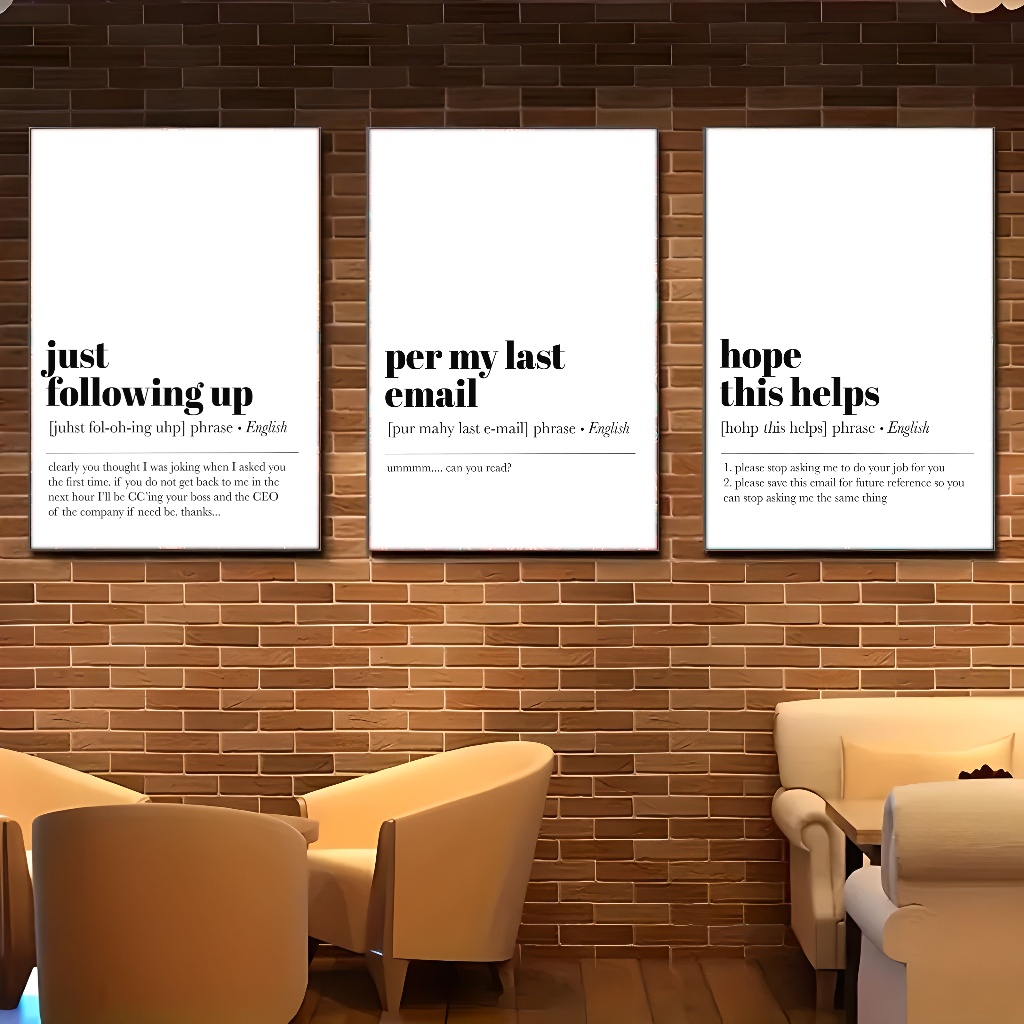 just
following up
[juhst fol-oh-ing uhp] phrase • English
clearly you thought I was joking when I asked you
the first time. if you do not get back to me in the
next hour I'll be CC'ing your boss and the CEO
of the company if need be. thanks...
per my last
email
[pur mahy last e-mail] phrase • English
ummmm.... can you read?
hope
this helps
[hohp this helps] phrase • English
1. please stop asking me to do your job for you
2. please save this email for future reference so you
can stop asking me the same thing